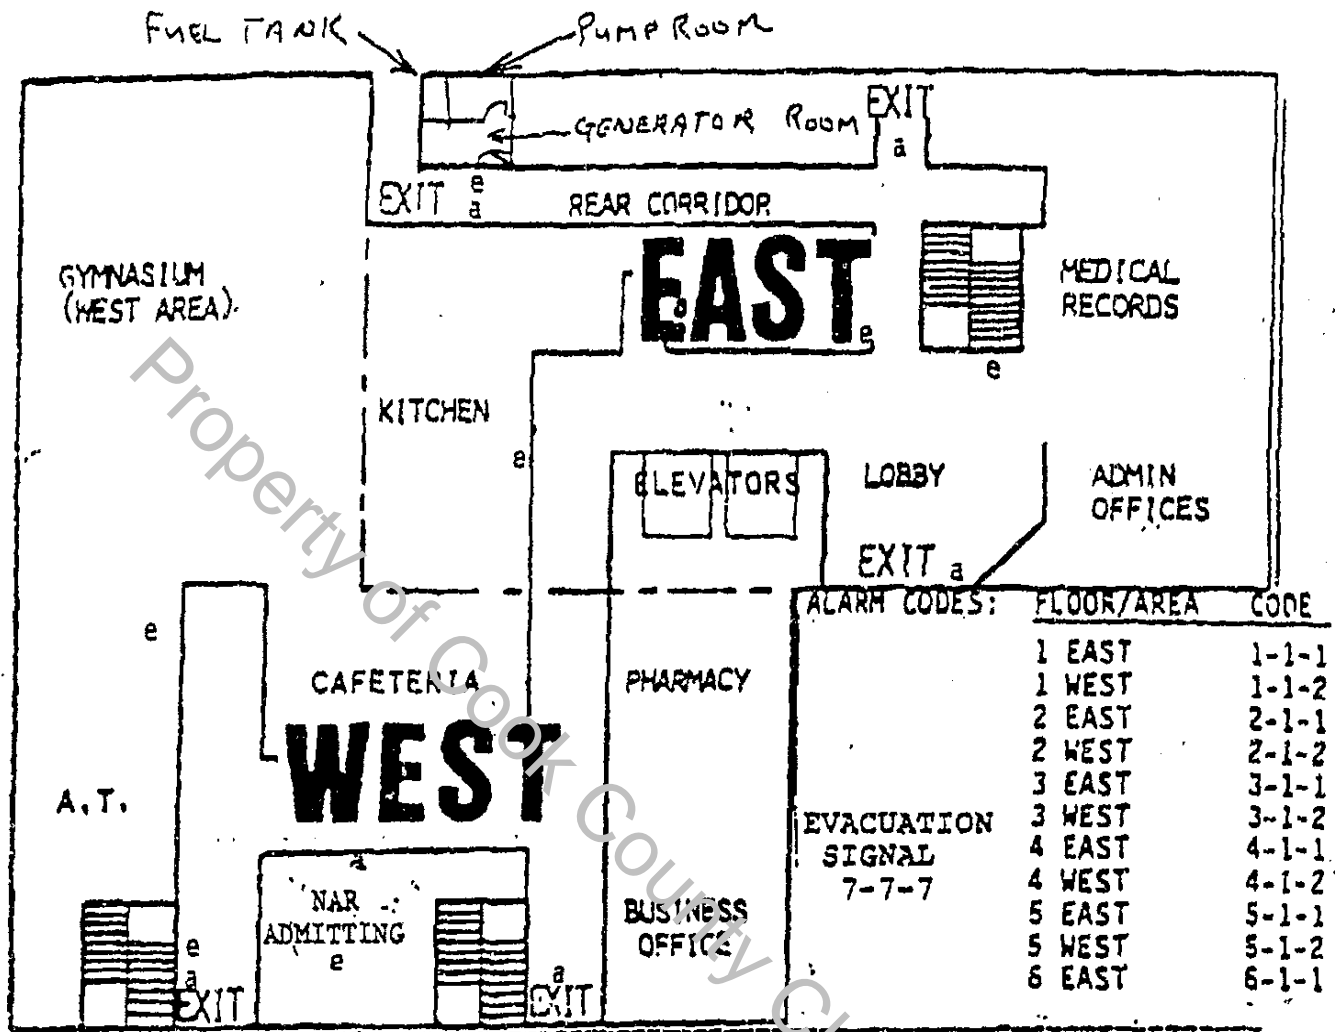 FUEL TANK
PUMP ROOM
EXIT
GENERATOR ROOM
a
e
EXIT a
REAR CORRIDOR
EAST
GYMNASIUM
(WEST AREA)
MEDICAL
RECORDS
e
e
KITCHEN
a
ELEVATORS
LOBBY
ADMIN
OFFICES
EXIT a
ALARM CODES: FLOOR/AREA CODE
1 EAST 1-1-1
1 WEST 1-1-2
2 EAST 2-1-1
2 WEST 2-1-2
3 EAST 3-1-1
3 WEST 3-1-2
4 EAST 4-1-1
4 WEST 4-1-2
5 EAST 5-1-1
5 WEST 5-1-2
6 EAST 6-1-1
EVACUATION
SIGNAL
7-7-7
e
CAFETERIA
PHARMACY
WEST
A.T.
a
NAR
ADMITTING
e
BUSINESS
OFFICE
e
a
EXIT
a
EXIT
Property of Cook County